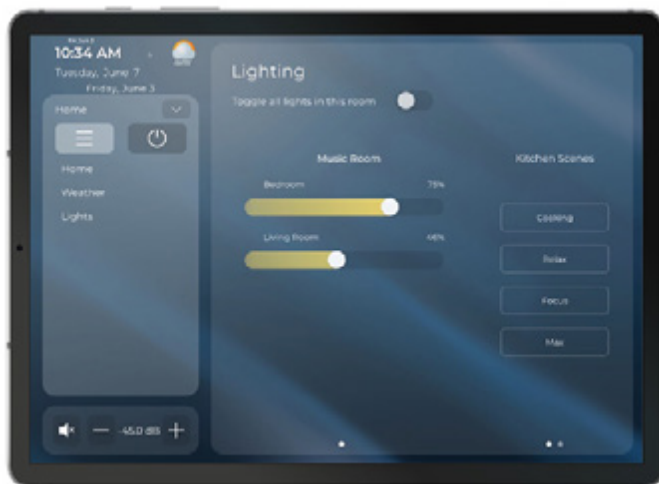 10:34 AM
Tuesday, June 7
Friday, June 3
Home
Home
Weather
Lights
-45.0 dB
Lighting
Toggle all lights in this room
Music Room
Bedroom
75%
Living Room
46%
Kitchen Scenes
Cooking
Relax
Focus
Max